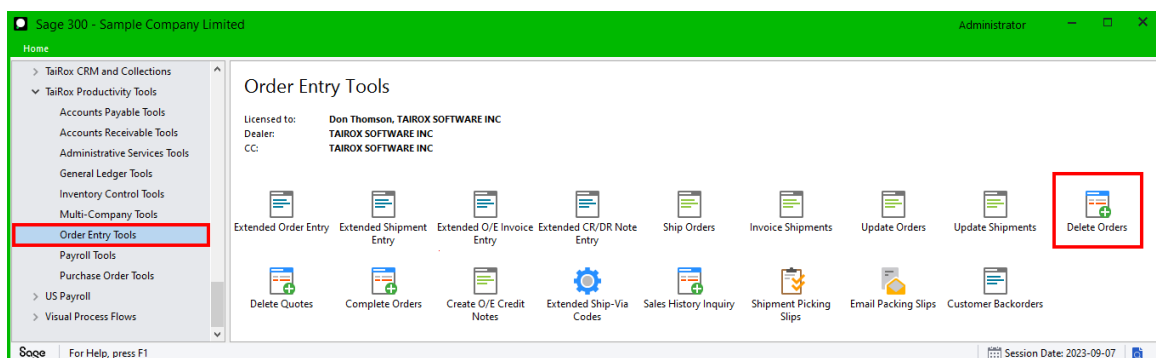 Sage 300 - Sample Company Limited
Administrator
Home
TaiRox CRM and Collections
TaiRox Productivity Tools
Accounts Payable Tools
Accounts Receivable Tools
Administrative Services Tools
General Ledger Tools
Inventory Control Tools
Multi-Company Tools
Order Entry Tools
Payroll Tools
Purchase Order Tools
US Payroll
Visual Process Flows
Order Entry Tools
Licensed to: Don Thomson, TAIROX SOFTWARE INC
Dealer: TAIROX SOFTWARE INC
CC: TAIROX SOFTWARE INC
Extended Order Entry
Extended Shipment
Entry
Extended O/E Invoice
Entry
Extended CR/DR Note
Entry
Ship Orders
Invoice Shipments
Update Orders
Update Shipments
Delete Orders
Delete Quotes
Complete Orders
Create O/E Credit
Notes
Extended Ship-Via
Codes
Sales History Inquiry
Shipment Picking
Slips
Email Packing Slips
Customer Backorders
Sage
For Help, press F1
Session Date: 2023-09-07